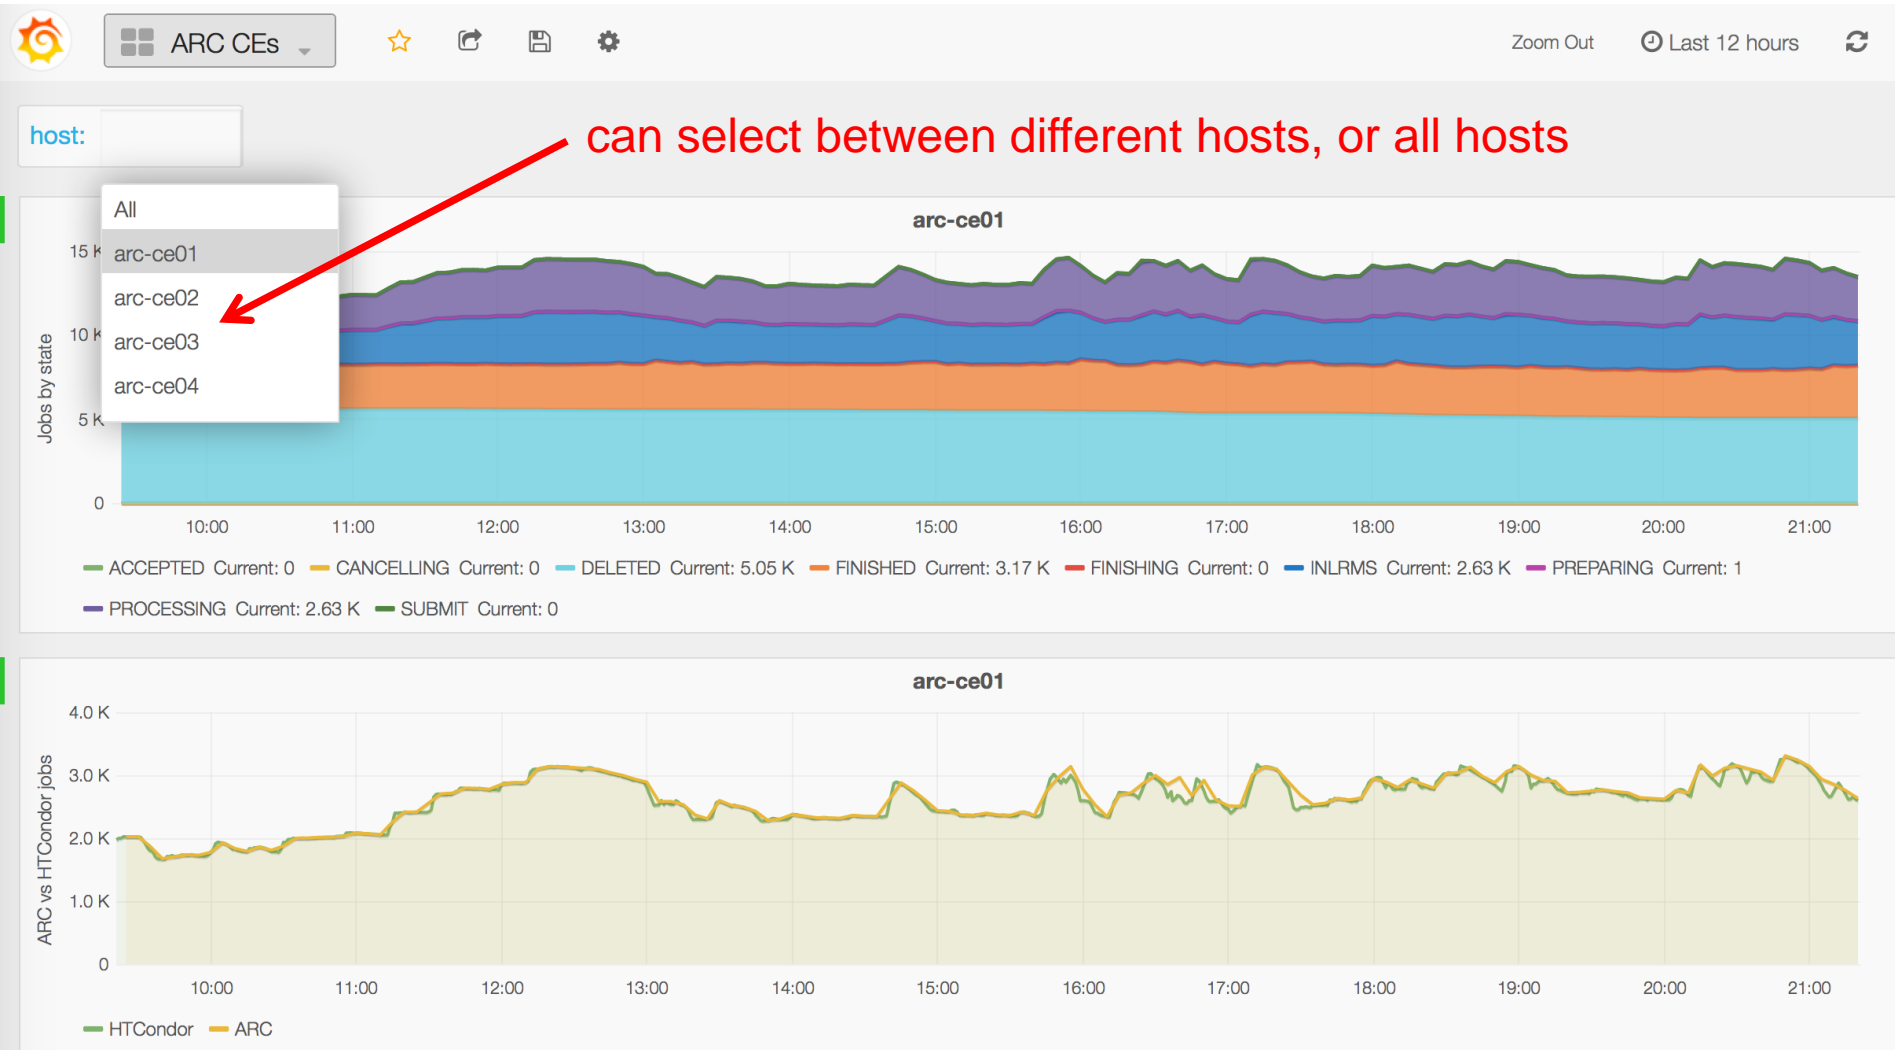 ARC CEs
Zoom Out
Last 12 hours
host:
can select between different hosts, or all hosts
All
arc-ce01
arc-ce02
arc-ce03
arc-ce04
arc-ce01
Jobs by state
15 K
10 K
5 K
0
10:00 11:00 12:00 13:00 14:00 15:00 16:00 17:00 18:00 19:00 20:00 21:00
ACCEPTED Current: 0 CANCELLING Current: 0 DELETED Current: 5.05 K FINISHED Current: 3.17 K FINISHING Current: 0 INLRMS Current: 2.63 K PREPARING Current: 1
PROCESSING Current: 2.63 K SUBMIT Current: 0
arc-ce01
ARC vs HTCondor jobs
4.0 K
3.0 K
2.0 K
1.0 K
0
10:00 11:00 12:00 13:00 14:00 15:00 16:00 17:00 18:00 19:00 20:00 21:00
HTCondor ARC